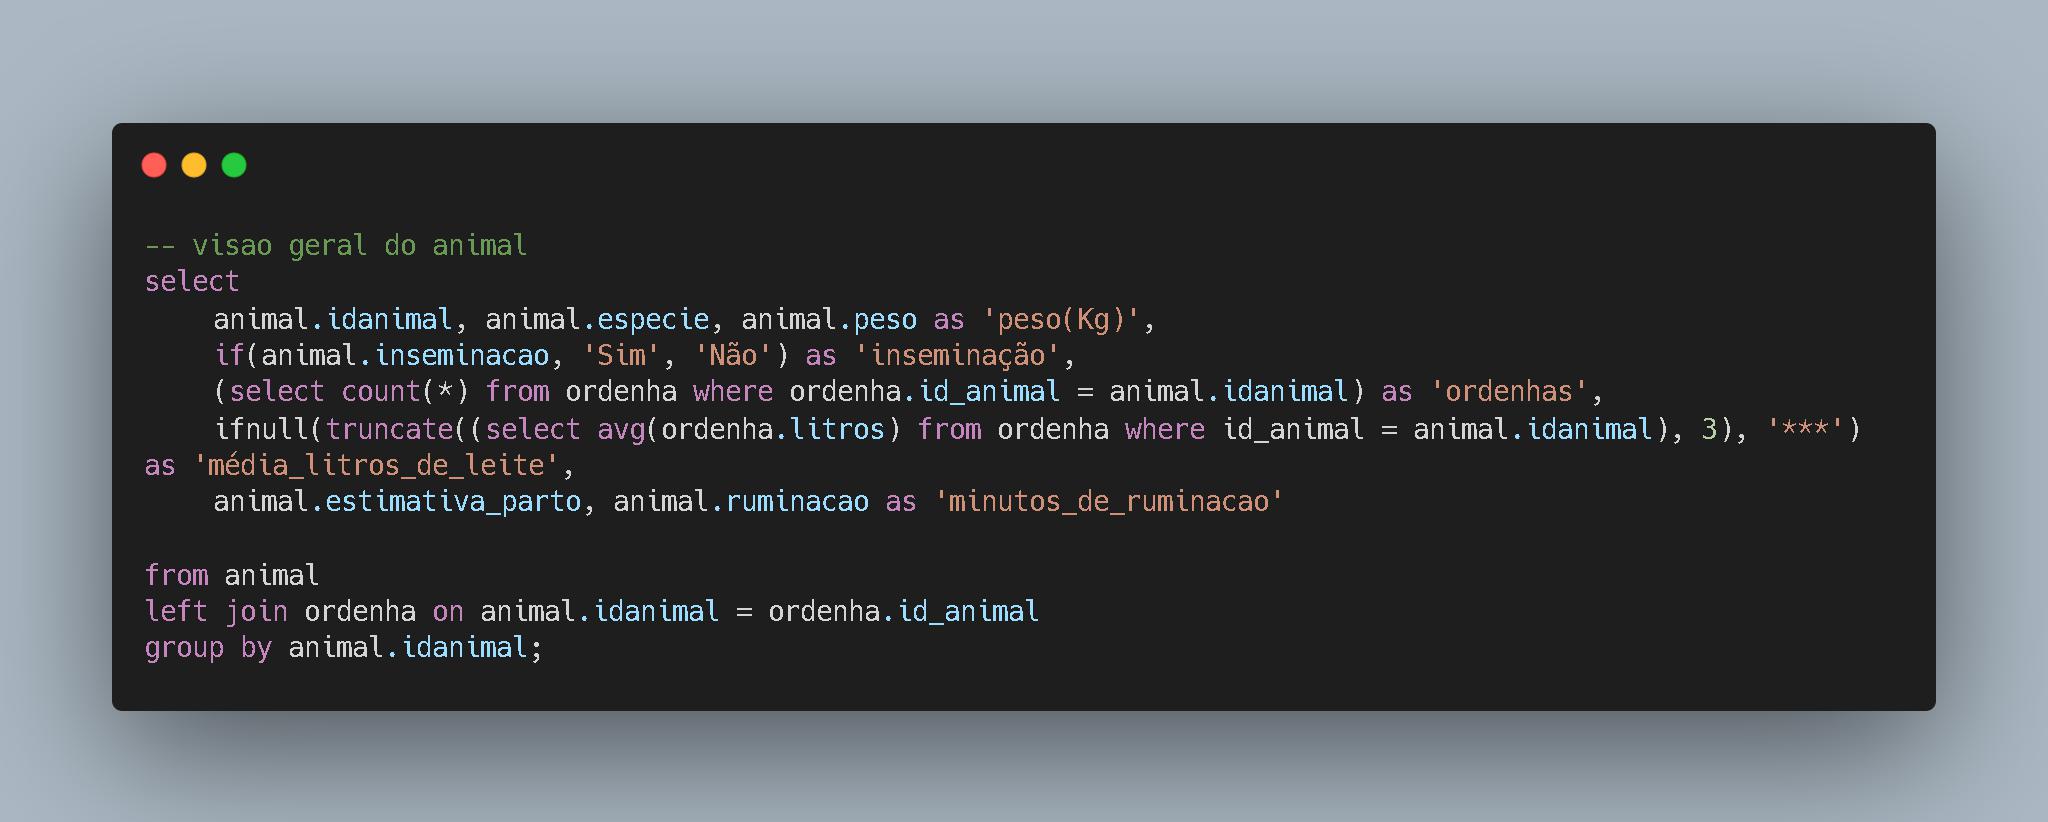 -- visao geral do animal
select
    animal.idanimal, animal.especie, animal.peso as 'peso(Kg)',
    if(animal.inseminacao, 'Sim', 'Não') as 'inseminação',
    (select count(*) from ordenha where ordenha.id_animal = animal.idanimal) as 'ordenhas',
    ifnull(truncate((select avg(ordenha.litros) from ordenha where id_animal = animal.idanimal), 3), '***')
as 'média_litros_de_leite',
    animal.estimativa_parto, animal.ruminacao as 'minutos_de_ruminacao'
from animal
left join ordenha on animal.idanimal = ordenha.id_animal
group by animal.idanimal;